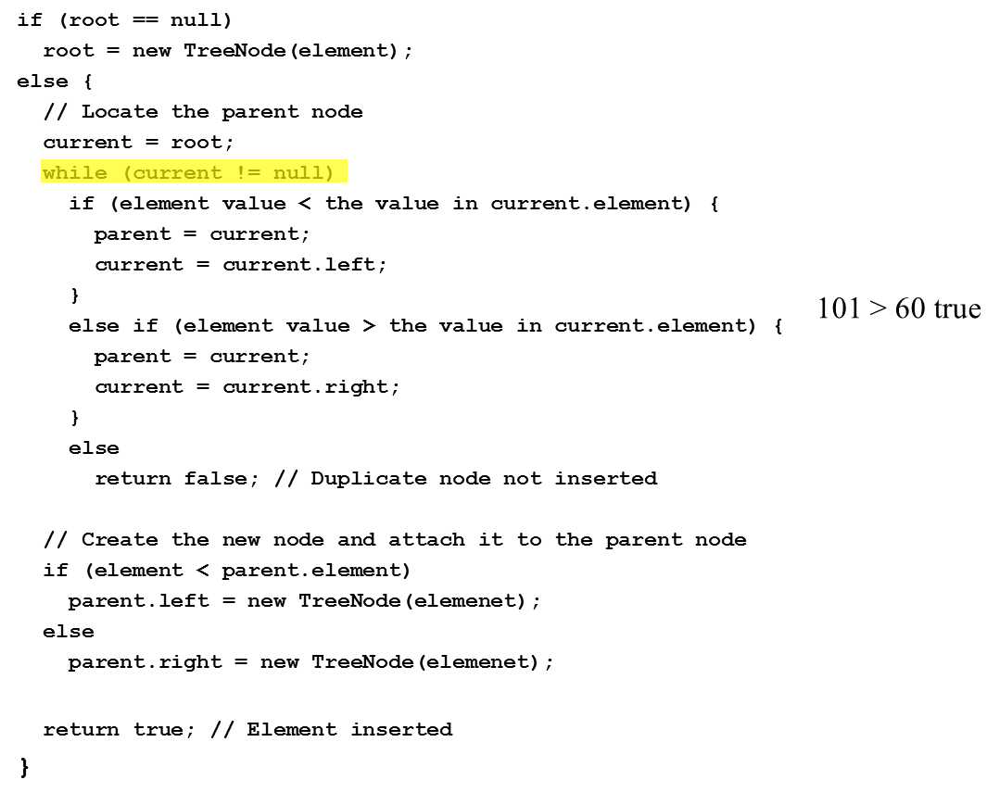 if (root == null)
root = new TreeNode(element);
else {
// Locate the parent node
current = root;
while (current != null)
if (element value < the value in current.element) {
parent = current;
current = current.left;
}
else if (element value > the value in current.element) {
101 > 60 true
parent = current;
current = current.right;
}
else
return false; // Duplicate node not inserted
// Create the new node and attach it to the parent node
if (element < parent.element)
parent.left = new TreeNode(elemenet);
else
parent.right = new TreeNode(elemenet);
return true; // Element inserted
}